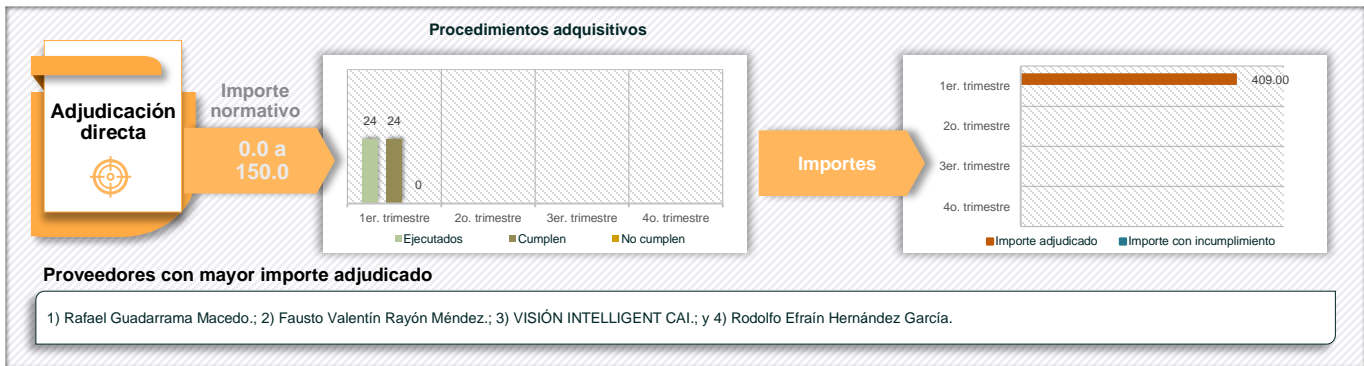 Procedimientos adquisitivos
Adjudicación
directa
Importe
normativo
0.0 a
150.0
24 24
0
1er. trimestre 2o. trimestre 3er. trimestre 4o. trimestre
Ejecutados Cumplen No cumplen
Importes
1er. trimestre 409.00
2o. trimestre
3er. trimestre
4o. trimestre
Importe adjudicado Importe con incumplimiento
Proveedores con mayor importe adjudicado
1) Rafael Guadarrama Macedo.; 2) Fausto Valentín Rayón Méndez.; 3) VISIÓN INTELLIGENT CAI.; y 4) Rodolfo Efraín Hernández García.